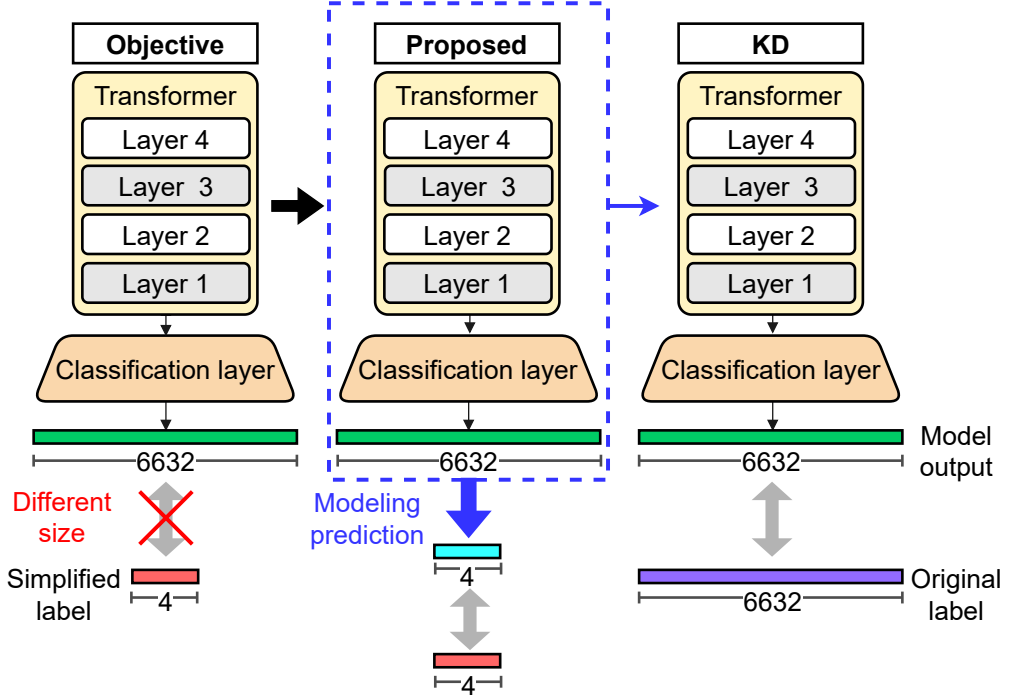 Objective
Transformer
Layer 4
Layer 3
Layer 2
Layer 1
Classification layer
6632
Different
size
Simplified
label
4
Proposed
Transformer
Layer 4
Layer 3
Layer 2
Layer 1
Classification layer
6632
Modeling
prediction
4
4
KD
Transformer
Layer 4
Layer 3
Layer 2
Layer 1
Classification layer
Model
output
6632
Original
label
6632